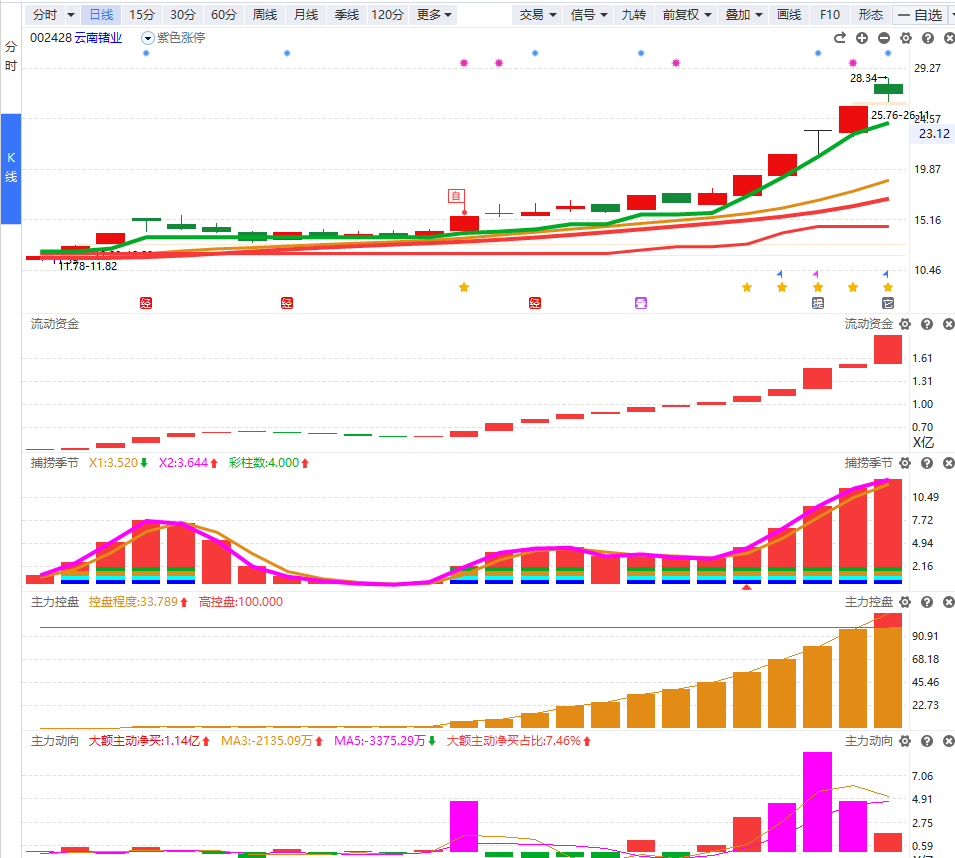 分时 日线 15分 30分 60分 周线 月线 季线 120分 更多 交易 信号 九转 前复权 叠加 画线 F10 形态 自选
分时
K线
002428 云南锗业 紫色涨停
28.34
29.27
25.76-26.11
24.57
23.12
19.87
自
15.16
11.78-11.82
10.46
经 经 经 叠 提 它
流动资金 流动资金
1.61
1.31
1.00
0.70
X亿
捕捞季节 X1:3.520 X2:3.644 彩柱数:4.000 捕捞季节
10.49
7.72
4.94
2.16
主力控盘 控盘程度:33.789 高控盘:100.000 主力控盘
90.91
68.18
45.46
22.73
主力动向 大额主动净买:1.14亿 MA3:-2135.09万 MA5:-3375.29万 大额主动净买占比:7.46% 主力动向
7.06
4.91
2.75
0.59